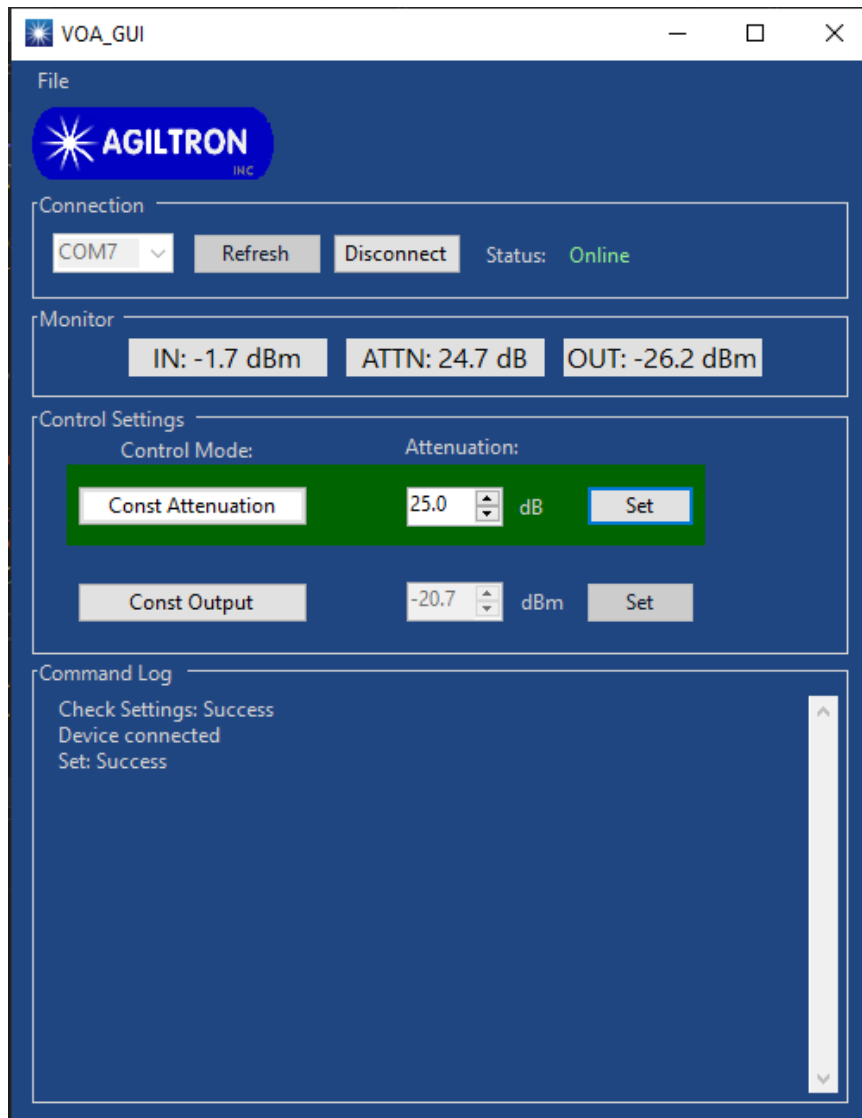 VOA_GUI
File
AGILTRON
INC
Connection
COM7 Refresh Disconnect Status: Online
Monitor
IN: -1.7 dBm ATTN: 24.7 dB OUT: -26.2 dBm
Control Settings
Control Mode: Attenuation:
Const Attenuation 25.0 dB Set
Const Output -20.7 dBm Set
Command Log
Check Settings: Success
Device connected
Set: Success